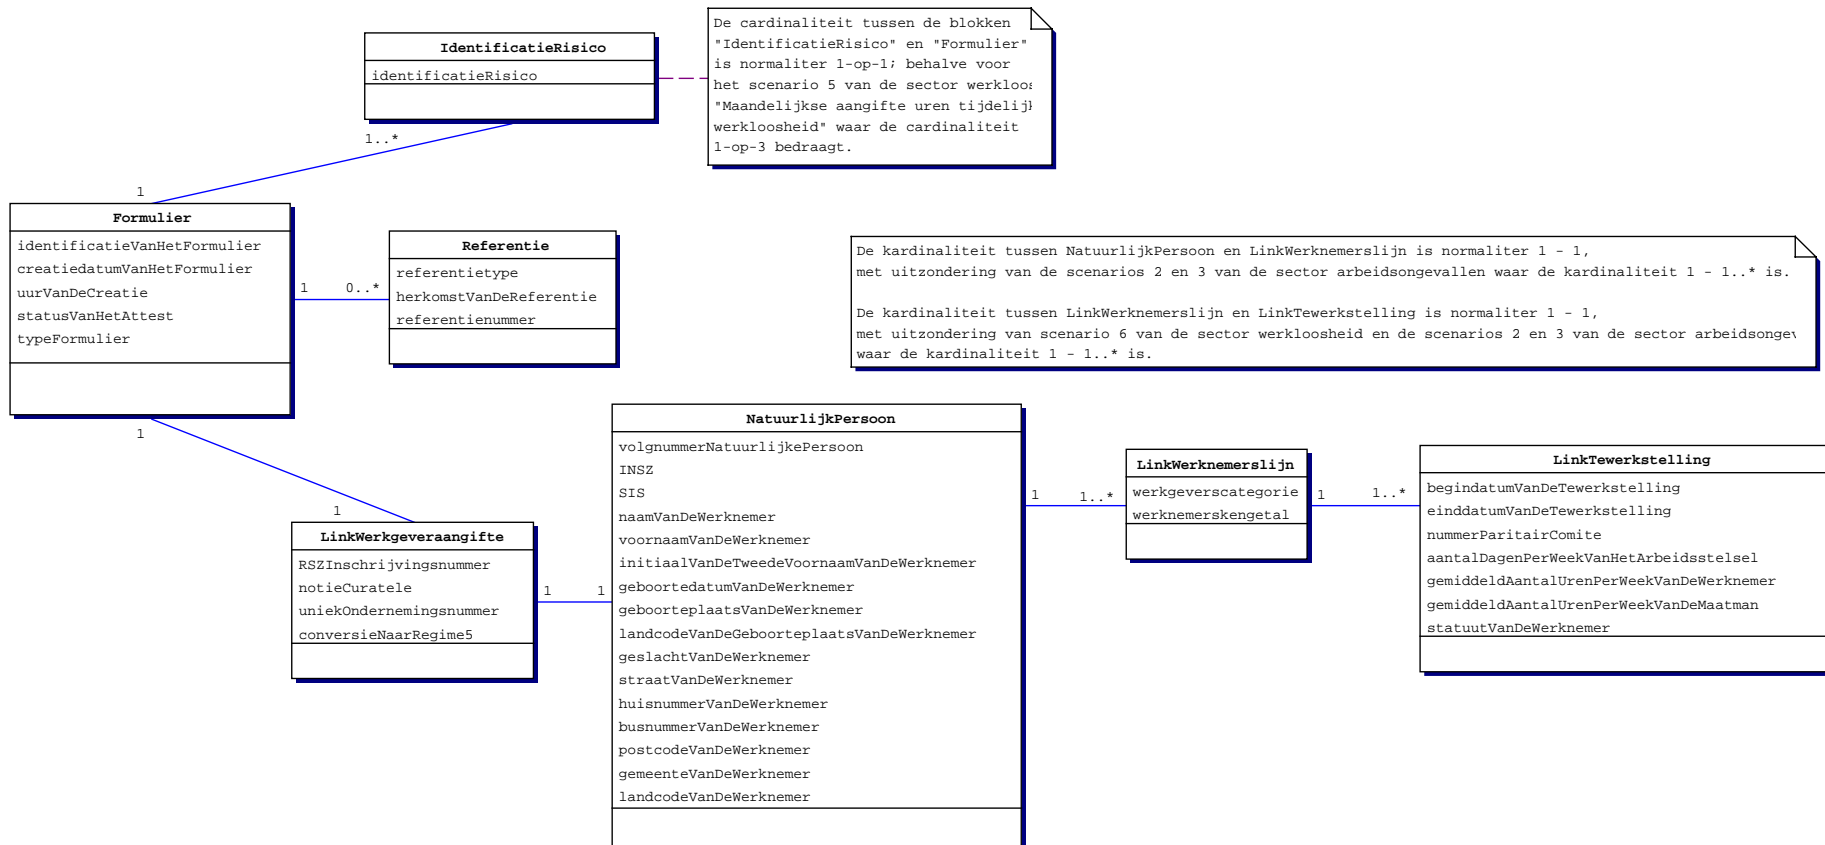 IdentificatieRisico
identificatieRisico
De cardinaliteit tussen de blokken
"IdentificatieRisico" en "Formulier"
is normaliter 1-op-1; behalve voor
het scenario 5 van de sector
"Maandelijkse aangifte uren
werkloosheid" waar de cardinaliteit
1-op-3 bedraagt.
1..*
1
Formulier
identificatieVanHetFormulier
creatiedatumVanHetFormulier
uurVanDeCreatie
statusVanHetAttest
typeFormulier
1
0..*
Referentie
referentietype
herkomstVanDeReferentie
referentienummer
De kardinaliteit tussen NatuurlijkPersoon en LinkWerknemerslijn is normaliter 1 - 1,
met uitzondering van de scenarios 2 en 3 van de sector arbeidsongevallen waar de kardinaliteit 1 - 1..* is.
De kardinaliteit tussen LinkWerknemerslijn en LinkTewerkstelling is normaliter 1 - 1,
met uitzondering van scenario 6 van de sector werkloosheid en de scenarios 2 en 3 van de sector
waar de kardinaliteit 1 - 1..* is.
1
1
LinkWerkgeveraangifte
RSZInschrijvingsnummer
notieCuratele
uniekOndernemingsnummer
conversieNaarRegime5
1
1
NatuurlijkPersoon
volgnummerNatuurlijkePersoon
INSZ
SIS
naamVanDeWerknemer
voornaamVanDeWerknemer
initiaalVanDeTweedeVoornaamVanDeWerknemer
geboortedatumVanDeWerknemer
geboorteplaatsVanDeWerknemer
landcodeVanDeGeboorteplaatsVanDeWerknemer
geslachtVanDeWerknemer
straatVanDeWerknemer
huisnummerVanDeWerknemer
busnummerVanDeWerknemer
postcodeVanDeWerknemer
gemeenteVanDeWerknemer
landcodeVanDeWerknemer
1
1..*
LinkWerknemerslijn
werkgeverscategorie
werknemerskengetal
1
1..*
LinkTewerkstelling
begindatumVanDeTewerkstelling
einddatumVanDeTewerkstelling
nummerParitairComite
aantalDagenPerWeekVanHetArbeidsstelsel
gemiddeldAantalUrenPerWeekVanDeWerknemer
gemiddeldAantalUrenPerWeekVanDeMaatman
statuutVanDeWerknemer